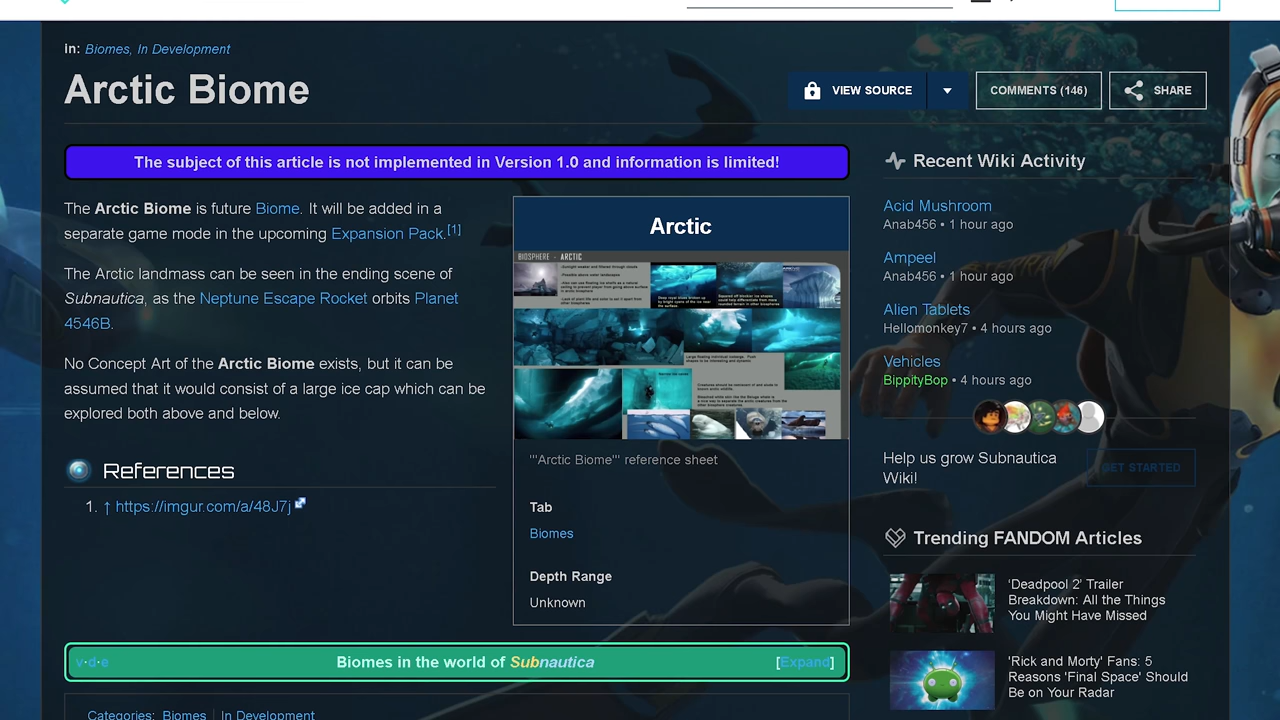 in: Biomes, In Development
Arctic Biome
VIEW SOURCE
COMMENTS (146)
SHARE
The subject of this article is not implemented in Version 1.0 and information is limited!
The Arctic Biome is future Biome. It will be added in a
separate game mode in the upcoming Expansion Pack.[1]
The Arctic landmass can be seen in the ending scene of
Subnautica, as the Neptune Escape Rocket orbits Planet
4546B.
No Concept Art of the Arctic Biome exists, but it can be
assumed that it would consist of a large ice cap which can be
explored both above and below.
References
1. ↑ https://imgur.com/a/48J7j
Arctic
BIOSPHERE - ARCTIC
'"Arctic Biome"' reference sheet
Tab
Biomes
Depth Range
Unknown
v·d·e
Biomes in the world of Subnautica
[Expand]
Categories: Biomes In Development
Recent Wiki Activity
Acid Mushroom
Anab456 • 1 hour ago
Ampeel
Anab456 • 1 hour ago
Alien Tablets
Hellomonkey7 • 4 hours ago
Vehicles
BippityBop • 4 hours ago
Help us grow Subnautica
Wiki!
GET STARTED
Trending FANDOM Articles
'Deadpool 2' Trailer
Breakdown: All the Things
You Might Have Missed
'Rick and Morty' Fans: 5
Reasons 'Final Space' Should
Be on Your Radar